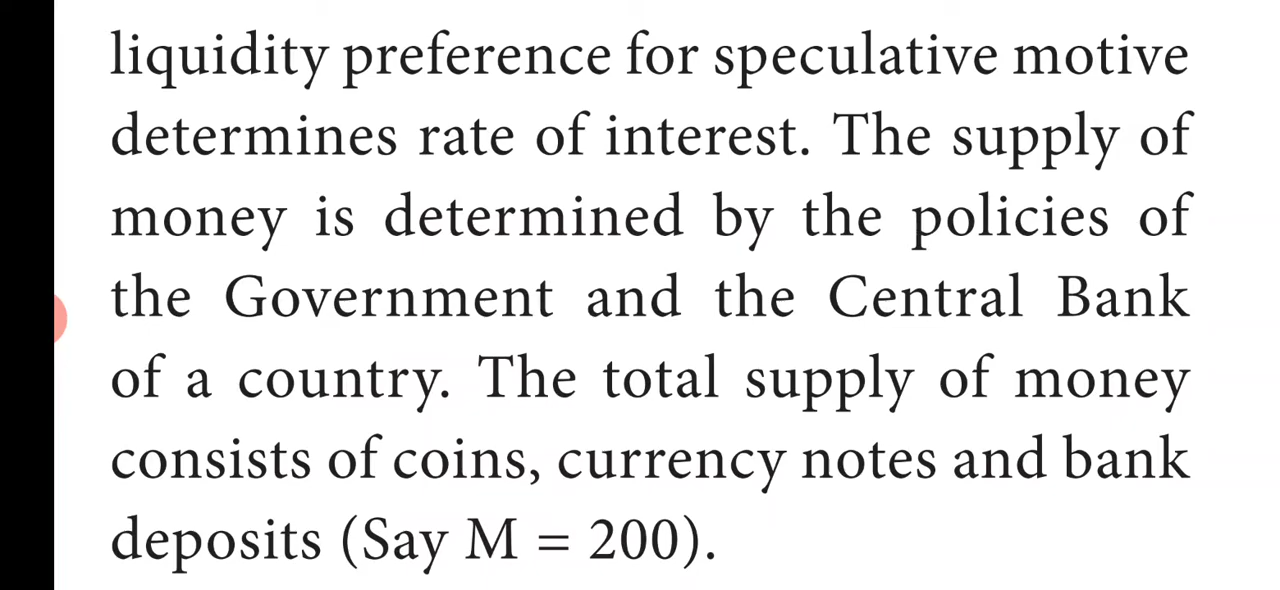 liquidity preference for speculative motive
determines rate of interest. The supply of
money is determined by the policies of
the Government and the Central Bank
of a country. The total supply of money
consists of coins, currency notes and bank
deposits (Say M = 200).